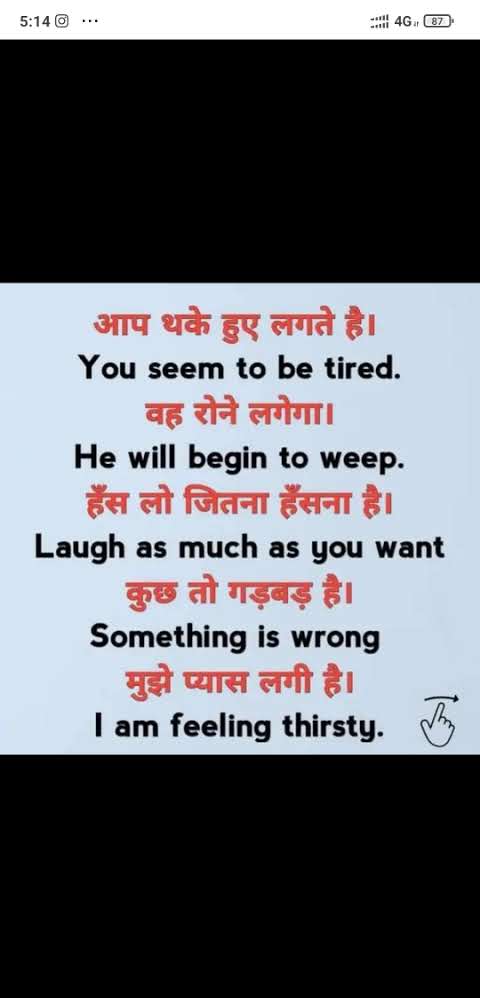 5:14 ... 4G 87
आप थके हुए लगते है।
You seem to be tired.
वह रोने लगेगा।
He will begin to weep.
हँस लो जितना हँसना है।
Laugh as much as you want
कुछ तो गड़बड़ है।
Something is wrong
मुझे प्यास लगी है।
I am feeling thirsty.